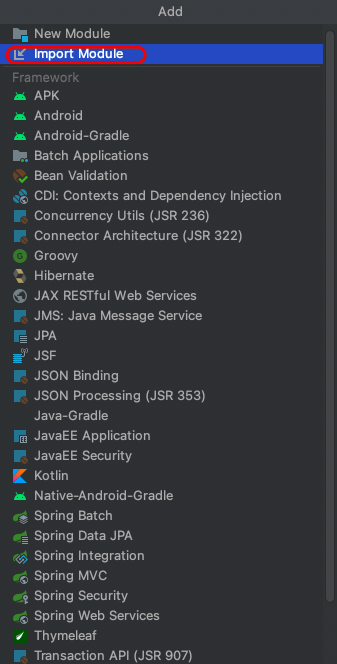 Add
New Module
Import Module
Framework
APK
Android
Android-Gradle
Batch Applications
Bean Validation
CDI: Contexts and Dependency Injection
Concurrency Utils (JSR 236)
Connector Architecture (JSR 322)
Groovy
Hibernate
JAX RESTful Web Services
JMS: Java Message Service
JPA
JSF
JSON Binding
JSON Processing (JSR 353)
Java-Gradle
JavaEE Application
JavaEE Security
Kotlin
Native-Android-Gradle
Spring Batch
Spring Data JPA
Spring Integration
Spring MVC
Spring Security
Spring Web Services
Thymeleaf
Transaction API (JSR 907)